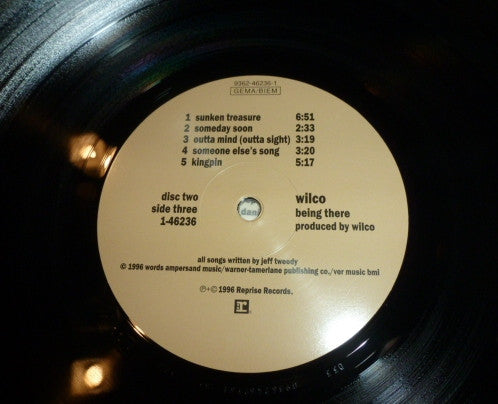 9362-46236-1
GEMA/BIEM
1 sunken treasure 6:51
2 someday soon 2:33
3 outta mind (outta sight) 3:19
4 someone else's song 3:20
5 kingpin 5:17
disc two
side three
1-46236
dan
wilco
being there
produced by wilco
all songs written by jeff tweedy
© 1996 words ampersand music/warner-tamerlane publishing co./vor music bmi
℗+© 1996 Reprise Records.